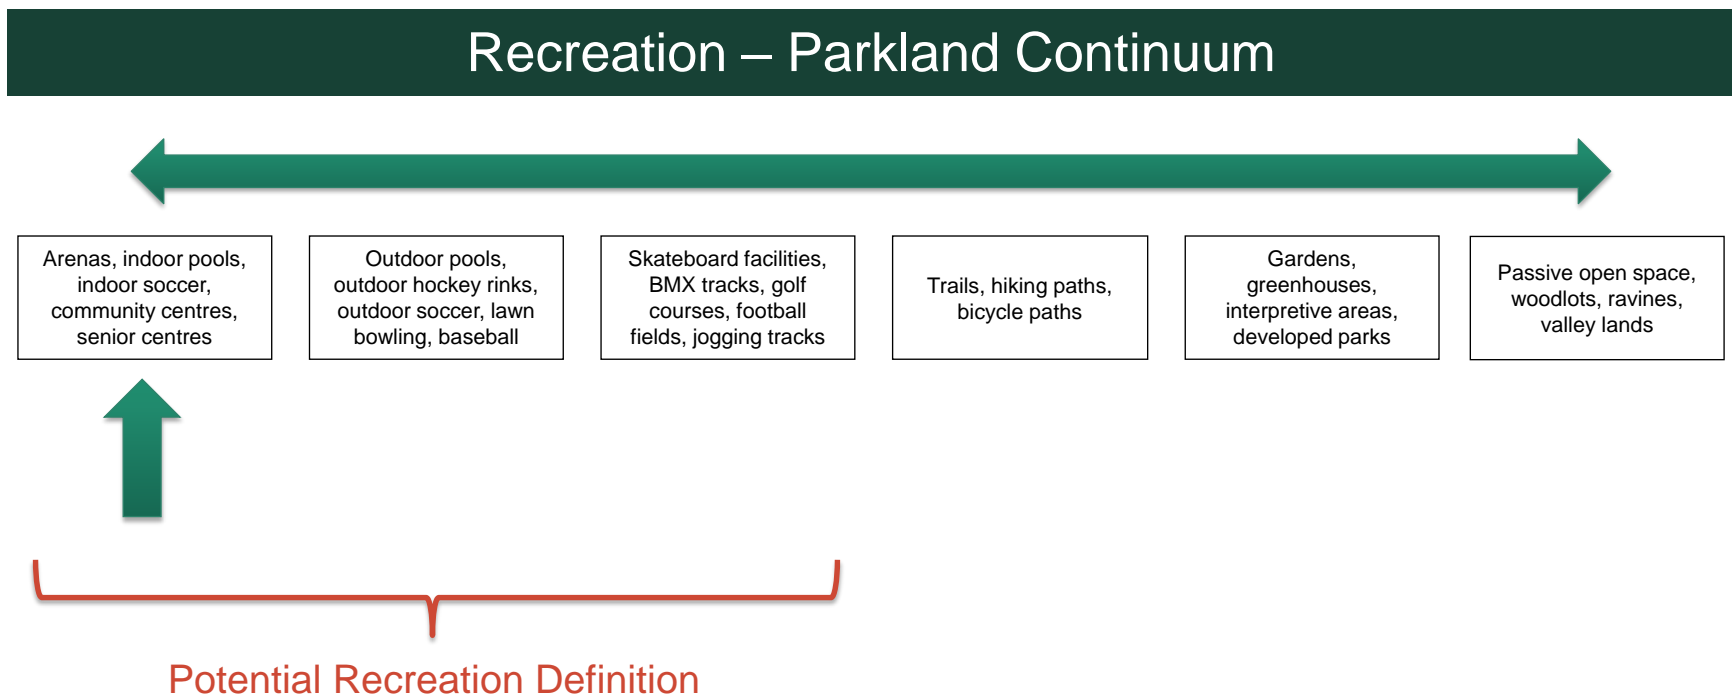 Recreation – Parkland Continuum
Arenas, indoor pools,
indoor soccer,
community centres,
senior centres
Outdoor pools,
outdoor hockey rinks,
outdoor soccer, lawn
bowling, baseball
Skateboard facilities,
BMX tracks, golf
courses, football
fields, jogging tracks
Trails, hiking paths,
bicycle paths
Gardens,
greenhouses,
interpretive areas,
developed parks
Passive open space,
woodlots, ravines,
valley lands
Potential Recreation Definition